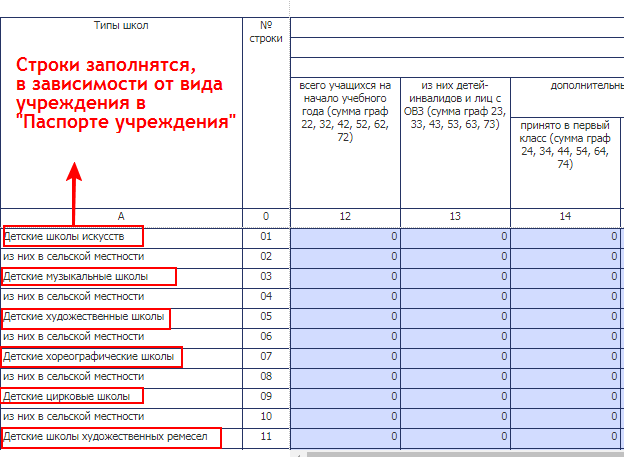 Типы школ
№
строки
Строки заполнятся,
в зависимости от вида
учреждения в
"Паспорте учреждения"
всего учащихся на
начало учебного
года (сумма граф
22, 32, 42, 52, 62,
72)
из них детей-
инвалидов и лиц с
ОВЗ (сумма граф 23,
33, 43, 53, 63, 73)
дополнительны
принято в первый
класс (сумма граф
24, 34, 44, 54, 64,
74)
А 0 12 13 14
Детские школы искусств 01 0 0 0
из них в сельской местности 02 0 0 0
Детские музыкальные школы 03 0 0 0
из них в сельской местности 04 0 0 0
Детские художественные школы 05 0 0 0
из них в сельской местности 06 0 0 0
Детские хореографические школы 07 0 0 0
из них в сельской местности 08 0 0 0
Детские цирковые школы 09 0 0 0
из них в сельской местности 10 0 0 0
Детские школы художественных ремесел 11 0 0 0